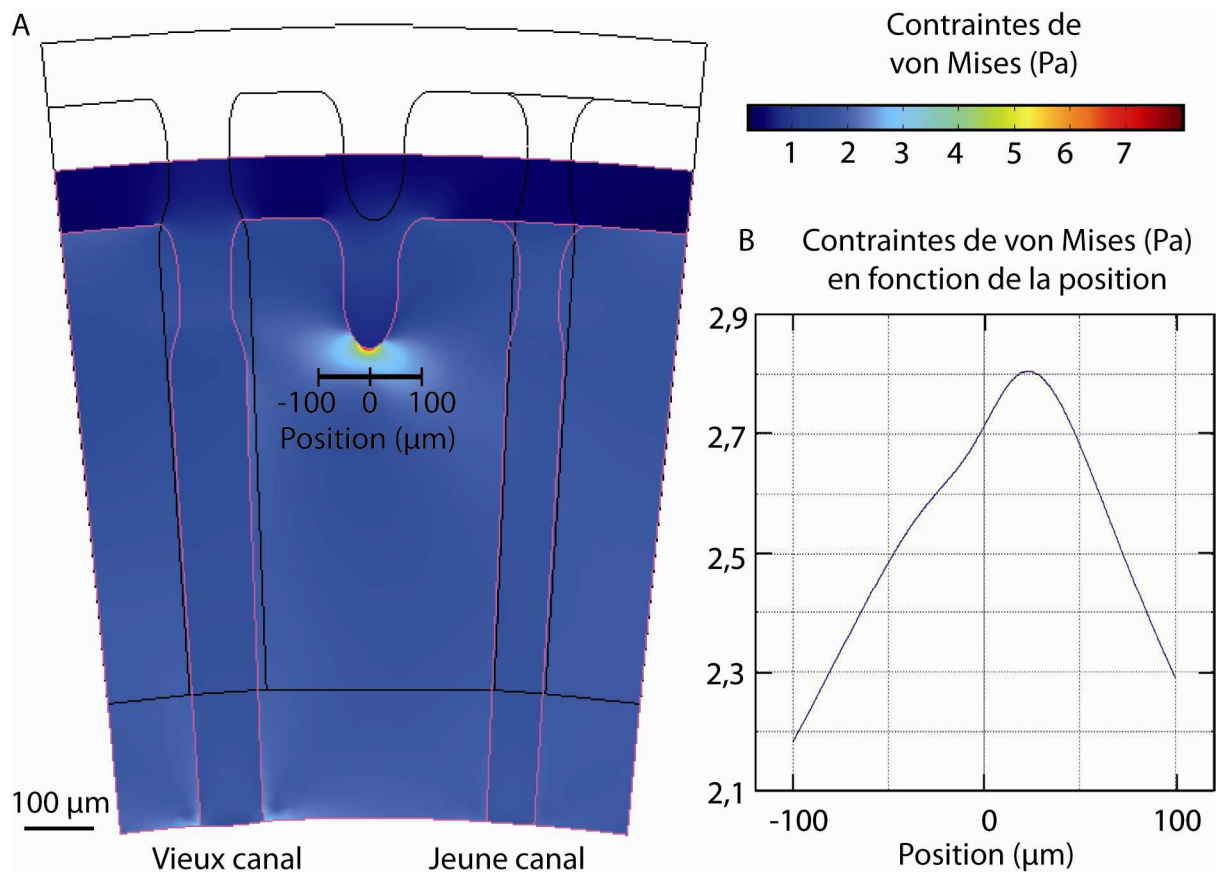 A
Contraintes de
von Mises (Pa)
1 2 3 4 5 6 7
-100 0 100
Position (µm)
100 µm
Vieux canal
Jeune canal
B
Contraintes de von Mises (Pa)
en fonction de la position
2,9
2,7
2,5
2,3
2,1
-100 0 100
Position (µm)